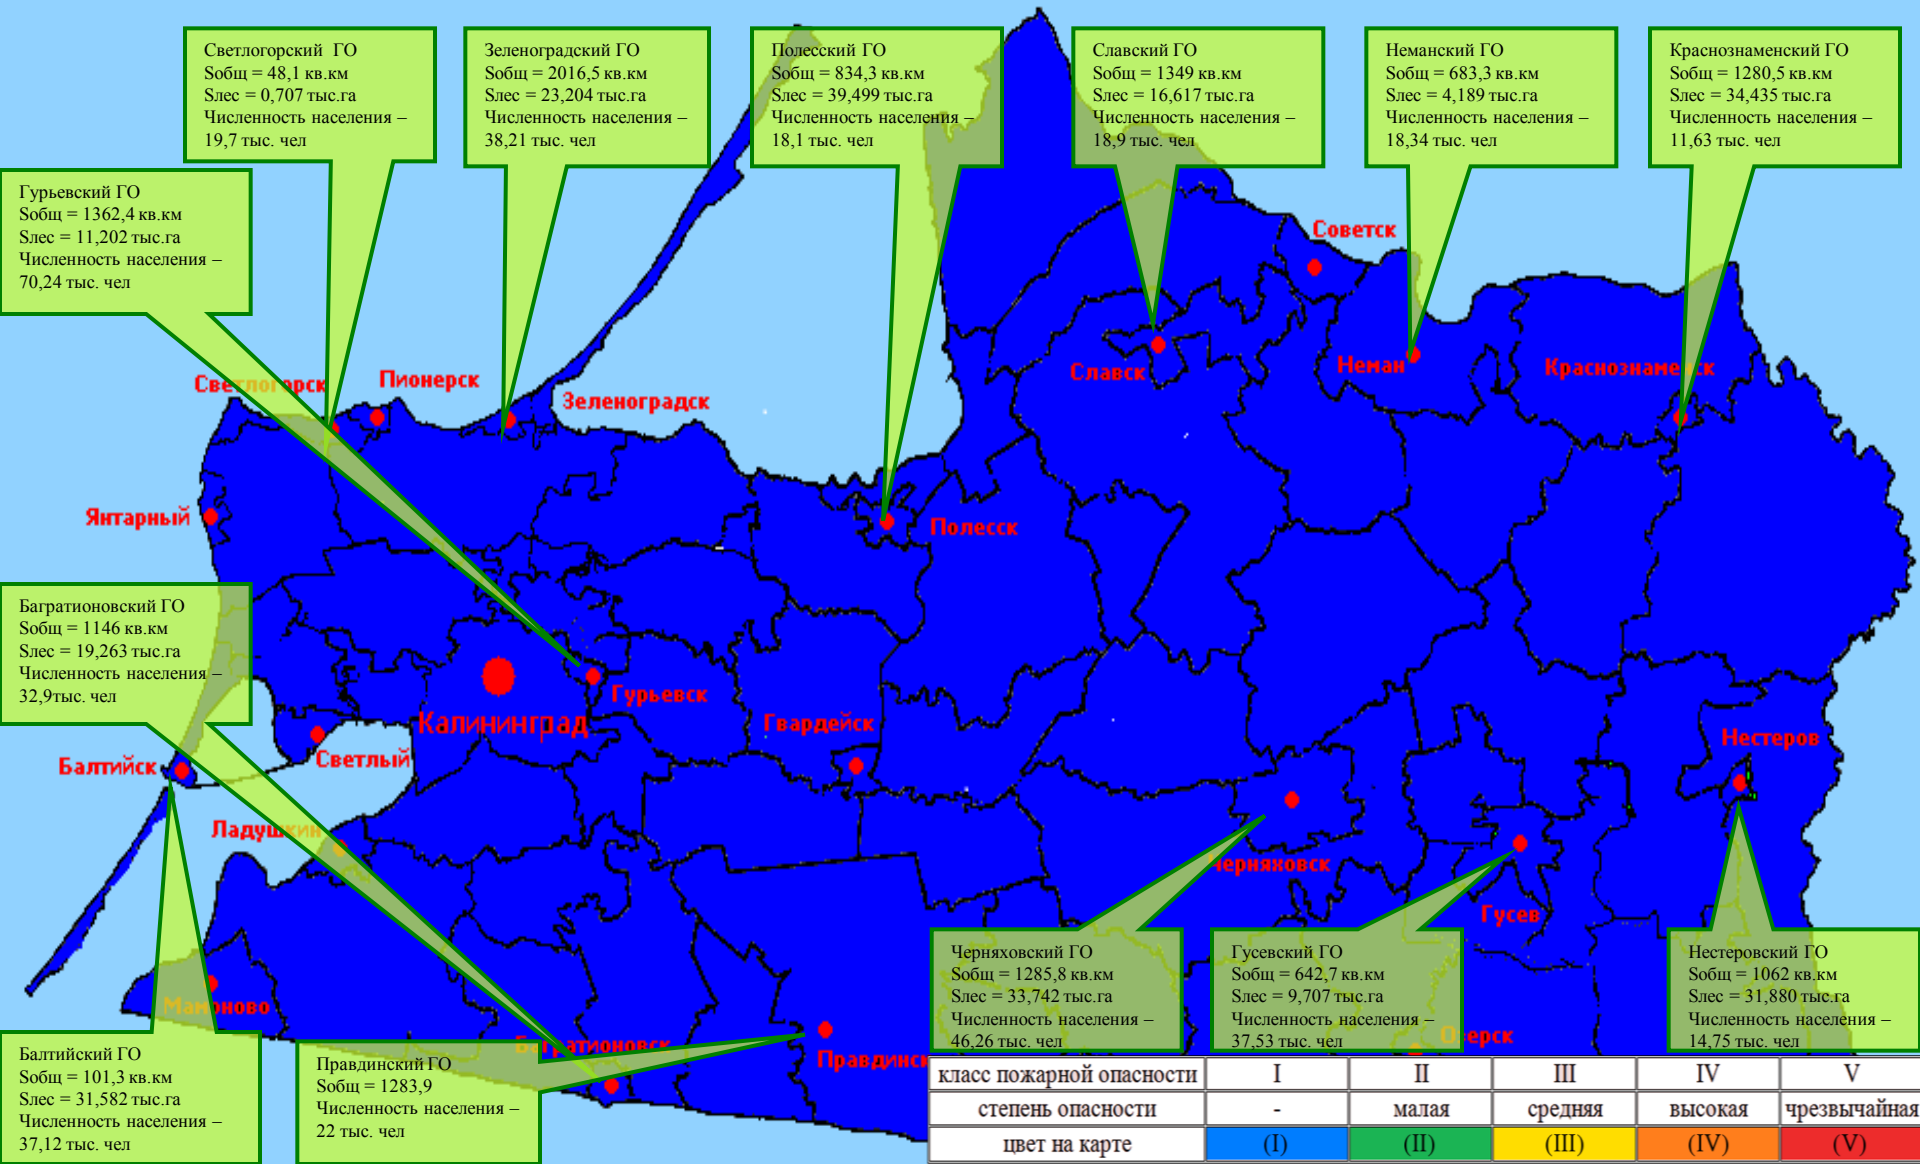 Светлогорский ГО
Sобщ = 48,1 кв.км
Sлес = 0,707 тыс.га
Численность населения –
19,7 тыс. чел
Зеленоградский ГО
Sобщ = 2016,5 кв.км
Sлес = 23,204 тыс.га
Численность населения –
38,21 тыс. чел
Полесский ГО
Sобщ = 834,3 кв.км
Sлес = 39,499 тыс.га
Численность населения –
18,1 тыс. чел
Славский ГО
Sобщ = 1349 кв.км
Sлес = 16,617 тыс.га
Численность населения –
18,9 тыс. чел
Неманский ГО
Sобщ = 683,3 кв.км
Sлес = 4,189 тыс.га
Численность населения –
18,34 тыс. чел
Краснознаменский ГО
Sобщ = 1280,5 кв.км
Sлес = 34,435 тыс.га
Численность населения –
11,63 тыс. чел
Гурьевский ГО
Sобщ = 1362,4 кв.км
Sлес = 11,202 тыс.га
Численность населения –
70,24 тыс. чел
Советск
Славск
Неман
Краснознаменск
Светлогорск
Пионерск
Зеленоградск
Янтарный
Полесск
Багратионовский ГО
Sобщ = 1146 кв.км
Sлес = 19,263 тыс.га
Численность населения –
32,9тыс. чел
Гурьевск
Калининград
Гвардейск
Нестеров
Балтийск
Светлый
Ладушкин
Черняховск
Гусев
Мамоново
Багратионовск
Правдинск
Озерск
Черняховский ГО
Sобщ = 1285,8 кв.км
Sлес = 33,742 тыс.га
Численность населения –
46,26 тыс. чел
Гусевский ГО
Sобщ = 642,7 кв.км
Sлес = 9,707 тыс.га
Численность населения –
37,53 тыс. чел
Нестеровский ГО
Sобщ = 1062 кв.км
Sлес = 31,880 тыс.га
Численность населения –
14,75 тыс. чел
Балтийский ГО
Sобщ = 101,3 кв.км
Sлес = 31,582 тыс.га
Численность населения –
37,12 тыс. чел
Правдинский ГО
Sобщ = 1283,9
Численность населения –
22 тыс. чел
класс пожарной опасности I II III IV V
степень опасности - малая средняя высокая чрезвычайная
цвет на карте (I) (II) (III) (IV) (V)